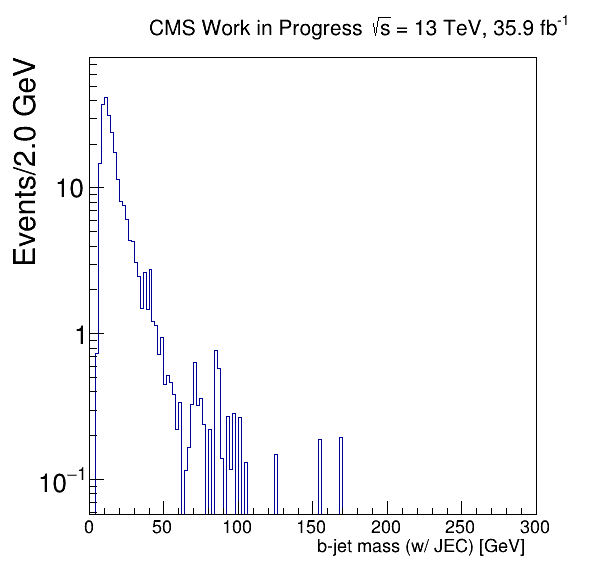 CMS Work in Progress √s = 13 TeV, 35.9 fb⁻¹
Events/2.0 GeV
10
1
10⁻¹
0 50 100 150 200 250 300
b-jet mass (w/ JEC) [GeV]